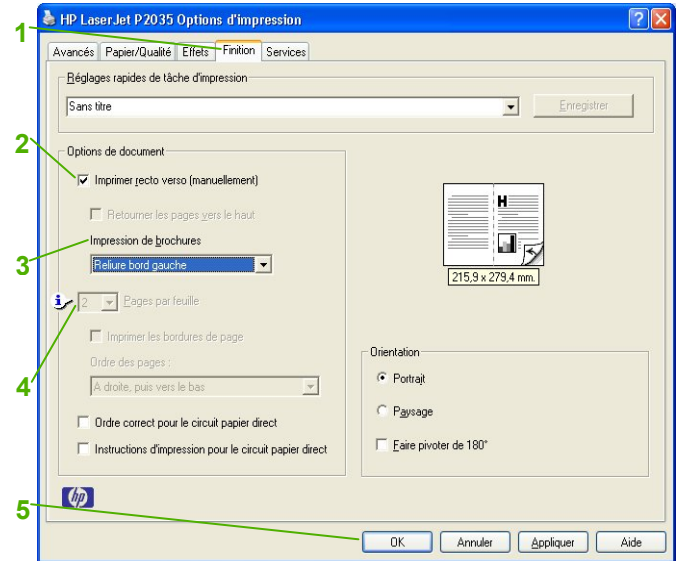 HP LaserJet P2035 Options d'impression
1
Avancés Papier/Qualité Effets Finition Services
Réglages rapides de tâche d'impression
Sans titre
Enregistrer
2
Options de document
Imprimer recto verso (manuellement)
Retourner les pages vers le haut
3
Impression de brochures
Reliure bord gauche
H
215,9 x 279,4 mm.
2 Pages par feuille
4
Imprimer les bordures de page
Ordre des pages :
A droite, puis vers le bas
Orientation
Portrait
Paysage
Faire pivoter de 180°
Ordre correct pour le circuit papier direct
Instructions d'impression pour le circuit papier direct
hp
5
OK Annuler Appliquer Aide